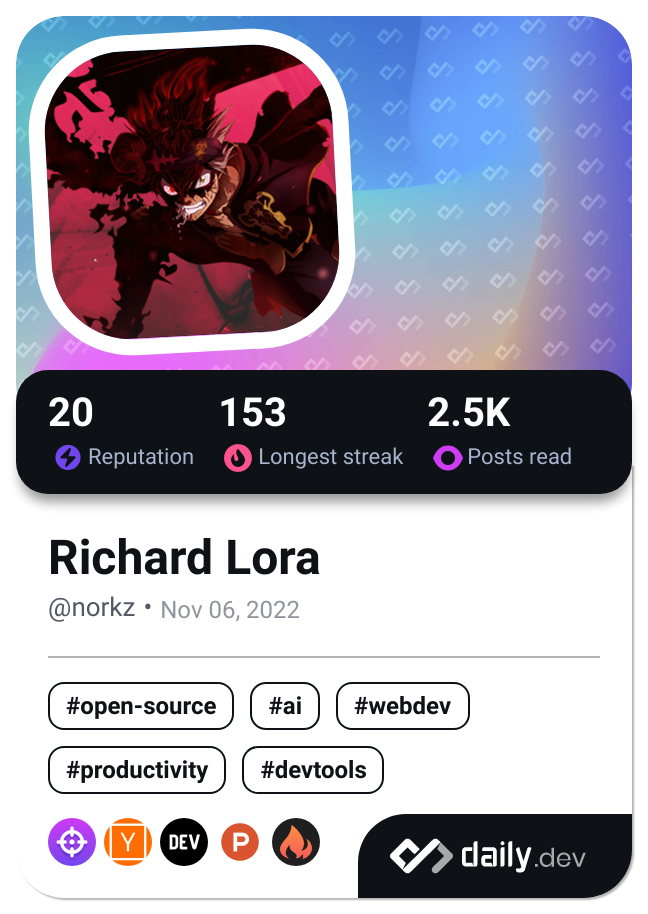 20 153 2.5K
Reputation Longest streak Posts read
Richard Lora
@norkz • Nov 06, 2022
#open-source #ai #webdev
#productivity #devtools
Y DEV P
daily.dev